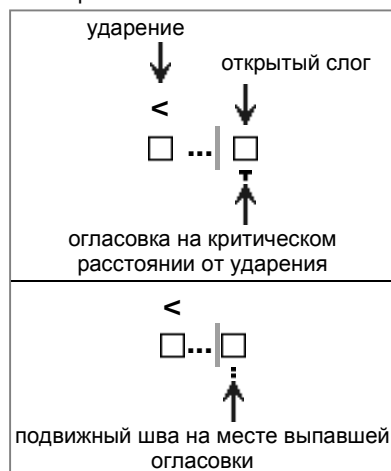 ударение
открытый слог
<
□ ...|□
огласовка на критическом
расстоянии от ударения
<
□...|□
подвижный шва на месте выпавшей
огласовки